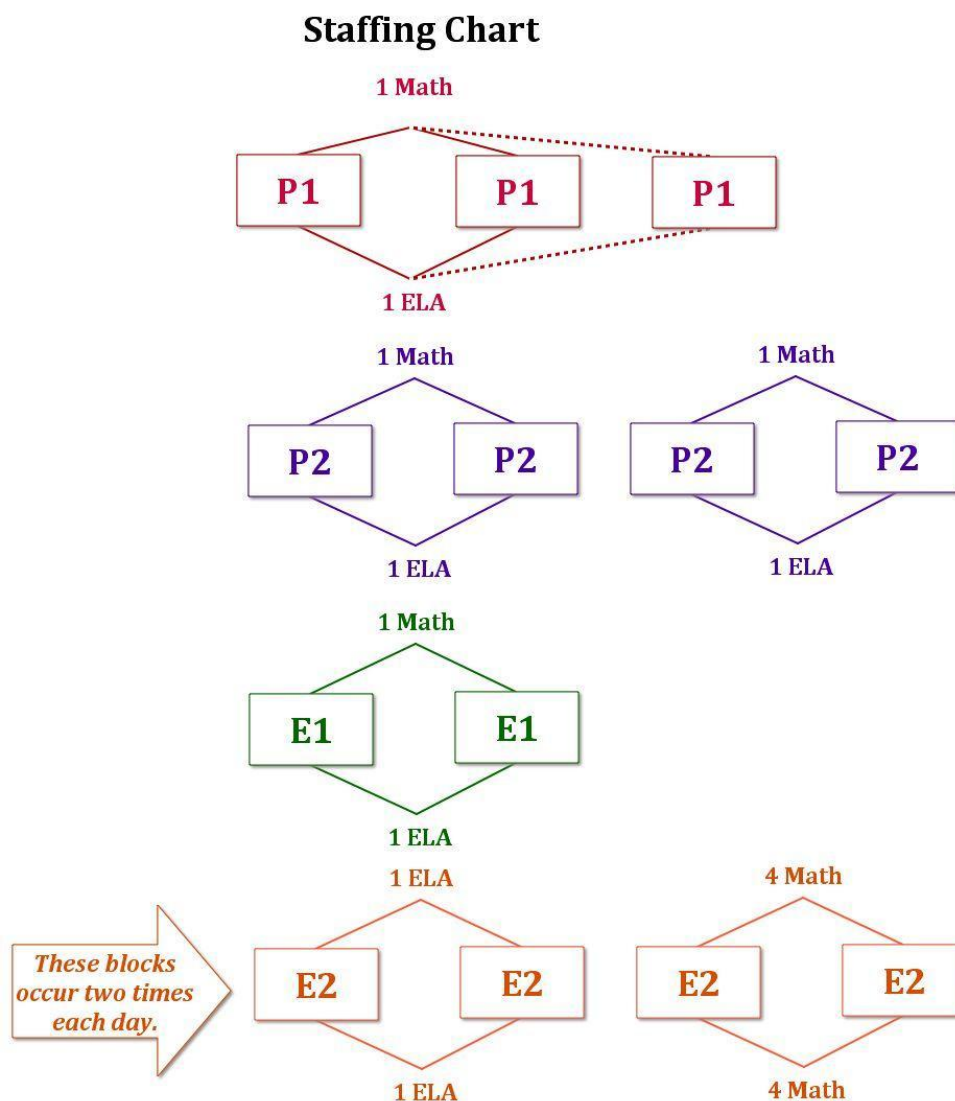 Staffing Chart
1 Math
P1 P1 P1
1 ELA
1 Math 1 Math
P2 P2 P2 P2
1 ELA 1 ELA
1 Math
E1 E1
1 ELA
1 ELA 4 Math
These blocks
occur two times
each day.
E2 E2 E2 E2
1 ELA 4 Math